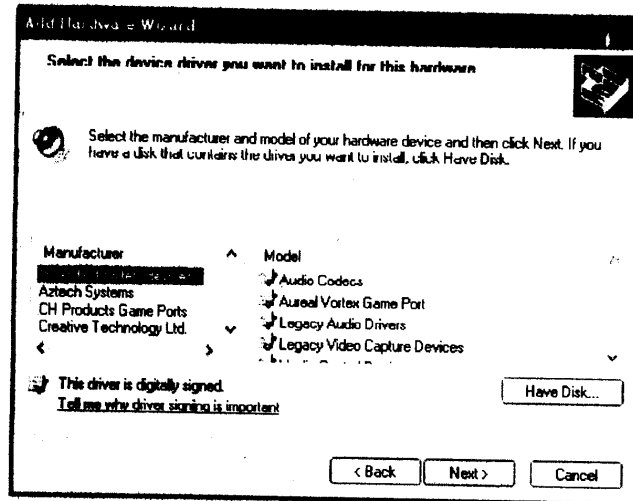 Add Hardware Wizard
Select the device driver you want to install for this hardware
Select the manufacturer and model of your hardware device and then click Next. If you
have a disk that contains the driver you want to install, click Have Disk.
Manufacturer
Aztech Systems
CH Products Game Ports
Creative Technology Ltd.
Model
Audio Codecs
Aureal Vortex Game Port
Legacy Audio Drivers
Legacy Video Capture Devices
This driver is digitally signed.
Tell me why driver signing is important
Have Disk...
< Back
Next >
Cancel